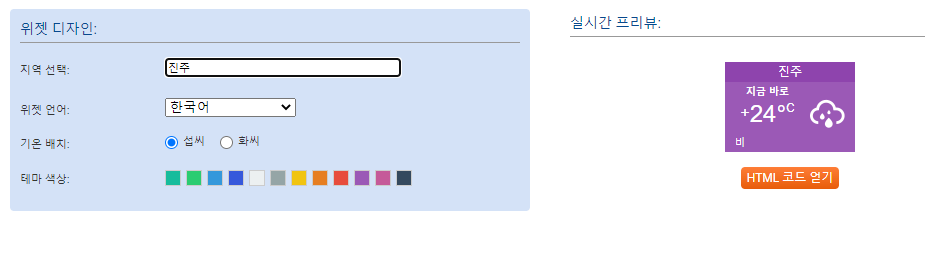 위젯 디자인:
지역 선택: 진주
위젯 언어: 한국어
기온 배치: 섭씨 화씨
테마 색상:
실시간 프리뷰:
진주
지금 바로
+24°C
비
HTML 코드 얻기